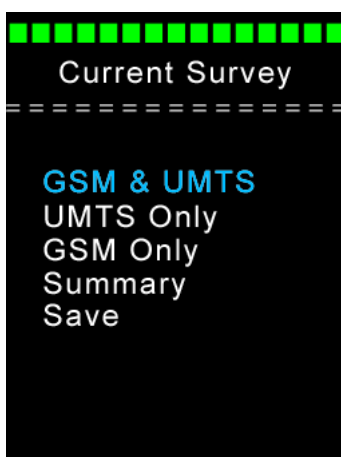 Current Survey
===============
GSM & UMTS
UMTS Only
GSM Only
Summary
Save